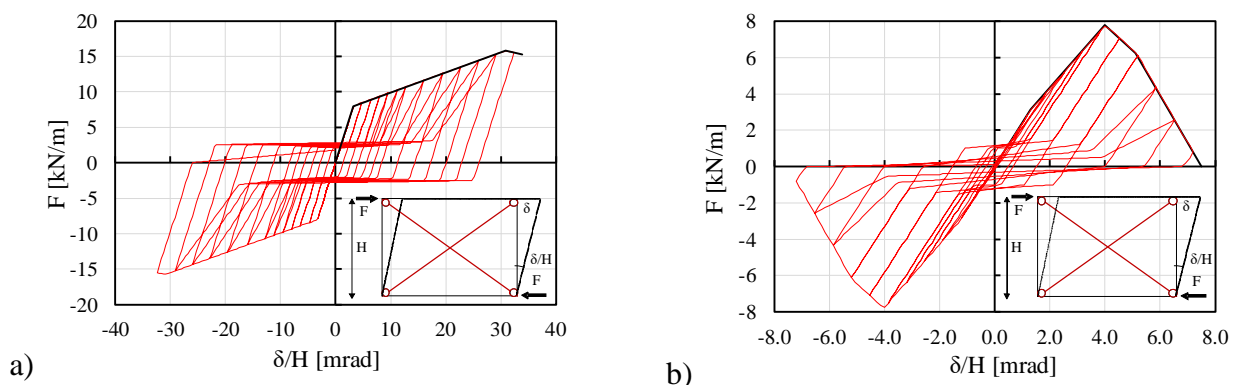 20
15
10
5
0
-5
-10
-15
-20
F [kN/m]
-40 -30 -20 -10 0 10 20 30 40
δ/H [mrad]
F
H
δ
δ/H
F
a)
8
6
4
2
0
-2
-4
-6
-8
F [kN/m]
-8.0 -6.0 -4.0 -2.0 0.0 2.0 4.0 6.0 8.0
δ/H [mrad]
F
H
δ
δ/H
F
b)